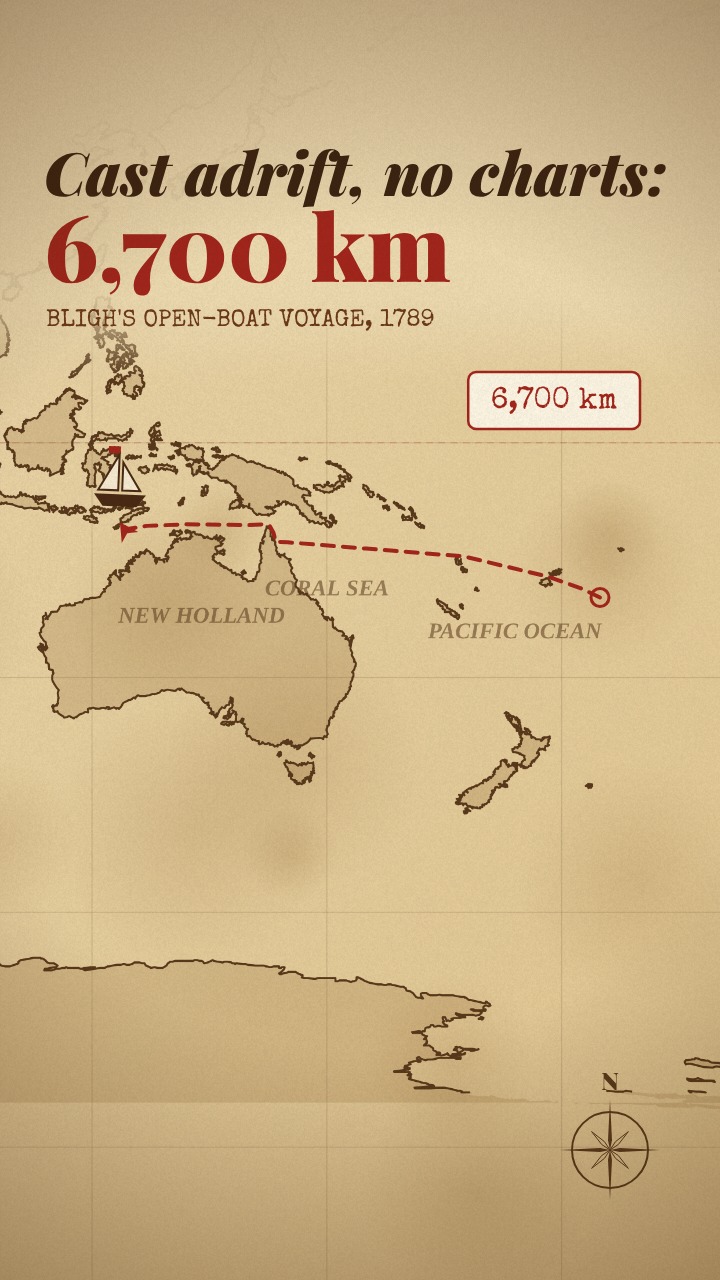 Cast adrift, no charts:
6,700 km
BLIGH'S OPEN-BOAT VOYAGE, 1789
6,700 km
CORAL SEA
NEW HOLLAND
PACIFIC OCEAN
N